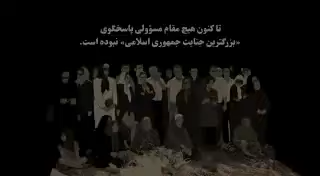 تا کنون هیچ مقام مسؤولی پاسخگوی
«بزرگترین جنایت جمهوری اسلامی» نبوده است.